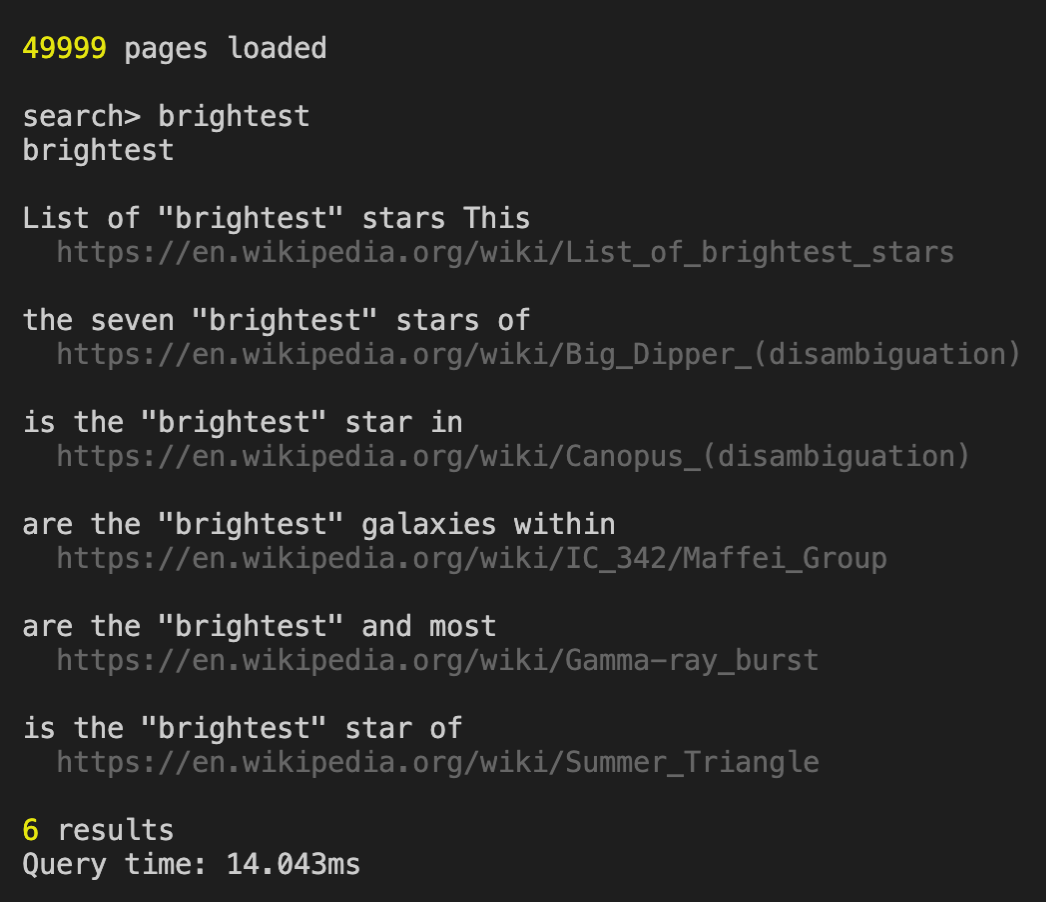 49999 pages loaded
search> brightest
brightest
List of "brightest" stars This
https://en.wikipedia.org/wiki/List_of_brightest_stars
the seven "brightest" stars of
https://en.wikipedia.org/wiki/Big_Dipper_(disambiguation)
is the "brightest" star in
https://en.wikipedia.org/wiki/Canopus_(disambiguation)
are the "brightest" galaxies within
https://en.wikipedia.org/wiki/IC_342/Maffei_Group
are the "brightest" and most
https://en.wikipedia.org/wiki/Gamma-ray_burst
is the "brightest" star of
https://en.wikipedia.org/wiki/Summer_Triangle
6 results
Query time: 14.043ms